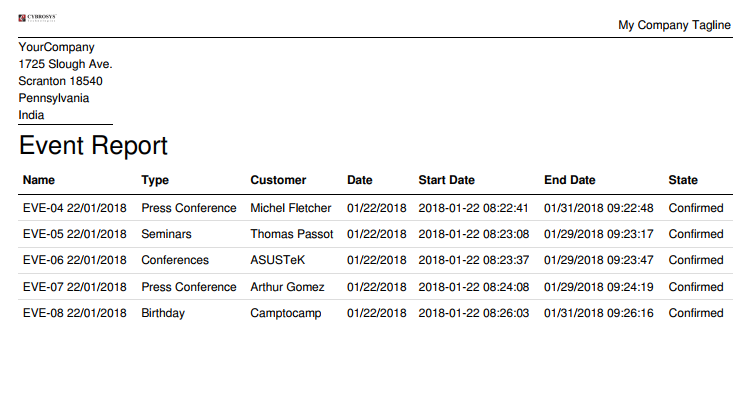 CYBROSYS
My Company Tagline
YourCompany
1725 Slough Ave.
Scranton 18540
Pennsylvania
India
Event Report
Name Type Customer Date Start Date End Date State
EVE-04 22/01/2018 Press Conference Michel Fletcher 01/22/2018 2018-01-22 08:22:41 01/31/2018 09:22:48 Confirmed
EVE-05 22/01/2018 Seminars Thomas Passot 01/22/2018 2018-01-22 08:23:08 01/29/2018 09:23:17 Confirmed
EVE-06 22/01/2018 Conferences ASUSTeK 01/22/2018 2018-01-22 08:23:37 01/29/2018 09:23:47 Confirmed
EVE-07 22/01/2018 Press Conference Arthur Gomez 01/22/2018 2018-01-22 08:24:08 01/29/2018 09:24:19 Confirmed
EVE-08 22/01/2018 Birthday Camptocamp 01/22/2018 2018-01-22 08:26:03 01/31/2018 09:26:16 Confirmed